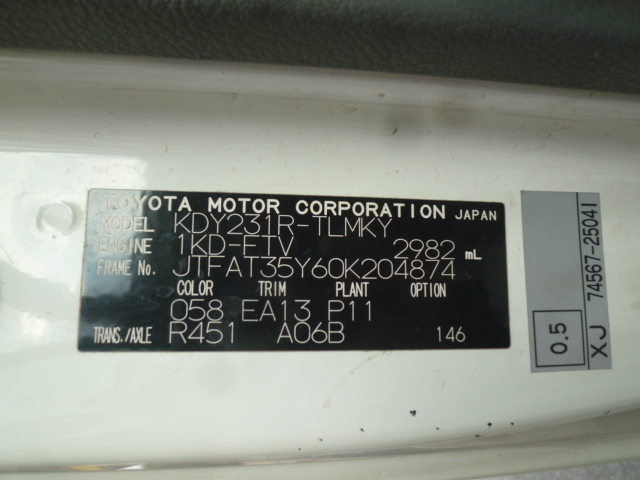 TOYOTA MOTOR CORPORATION JAPAN
MODEL KDY231R-TLMKY
ENGINE 1KD-FTV 2982 mL
FRAME No. JTFAT35Y60K204874
COLOR TRIM PLANT OPTION
058 EA13 P11
TRANS./AXLE R451 A06B 146
0.5
XJ 74567-25041